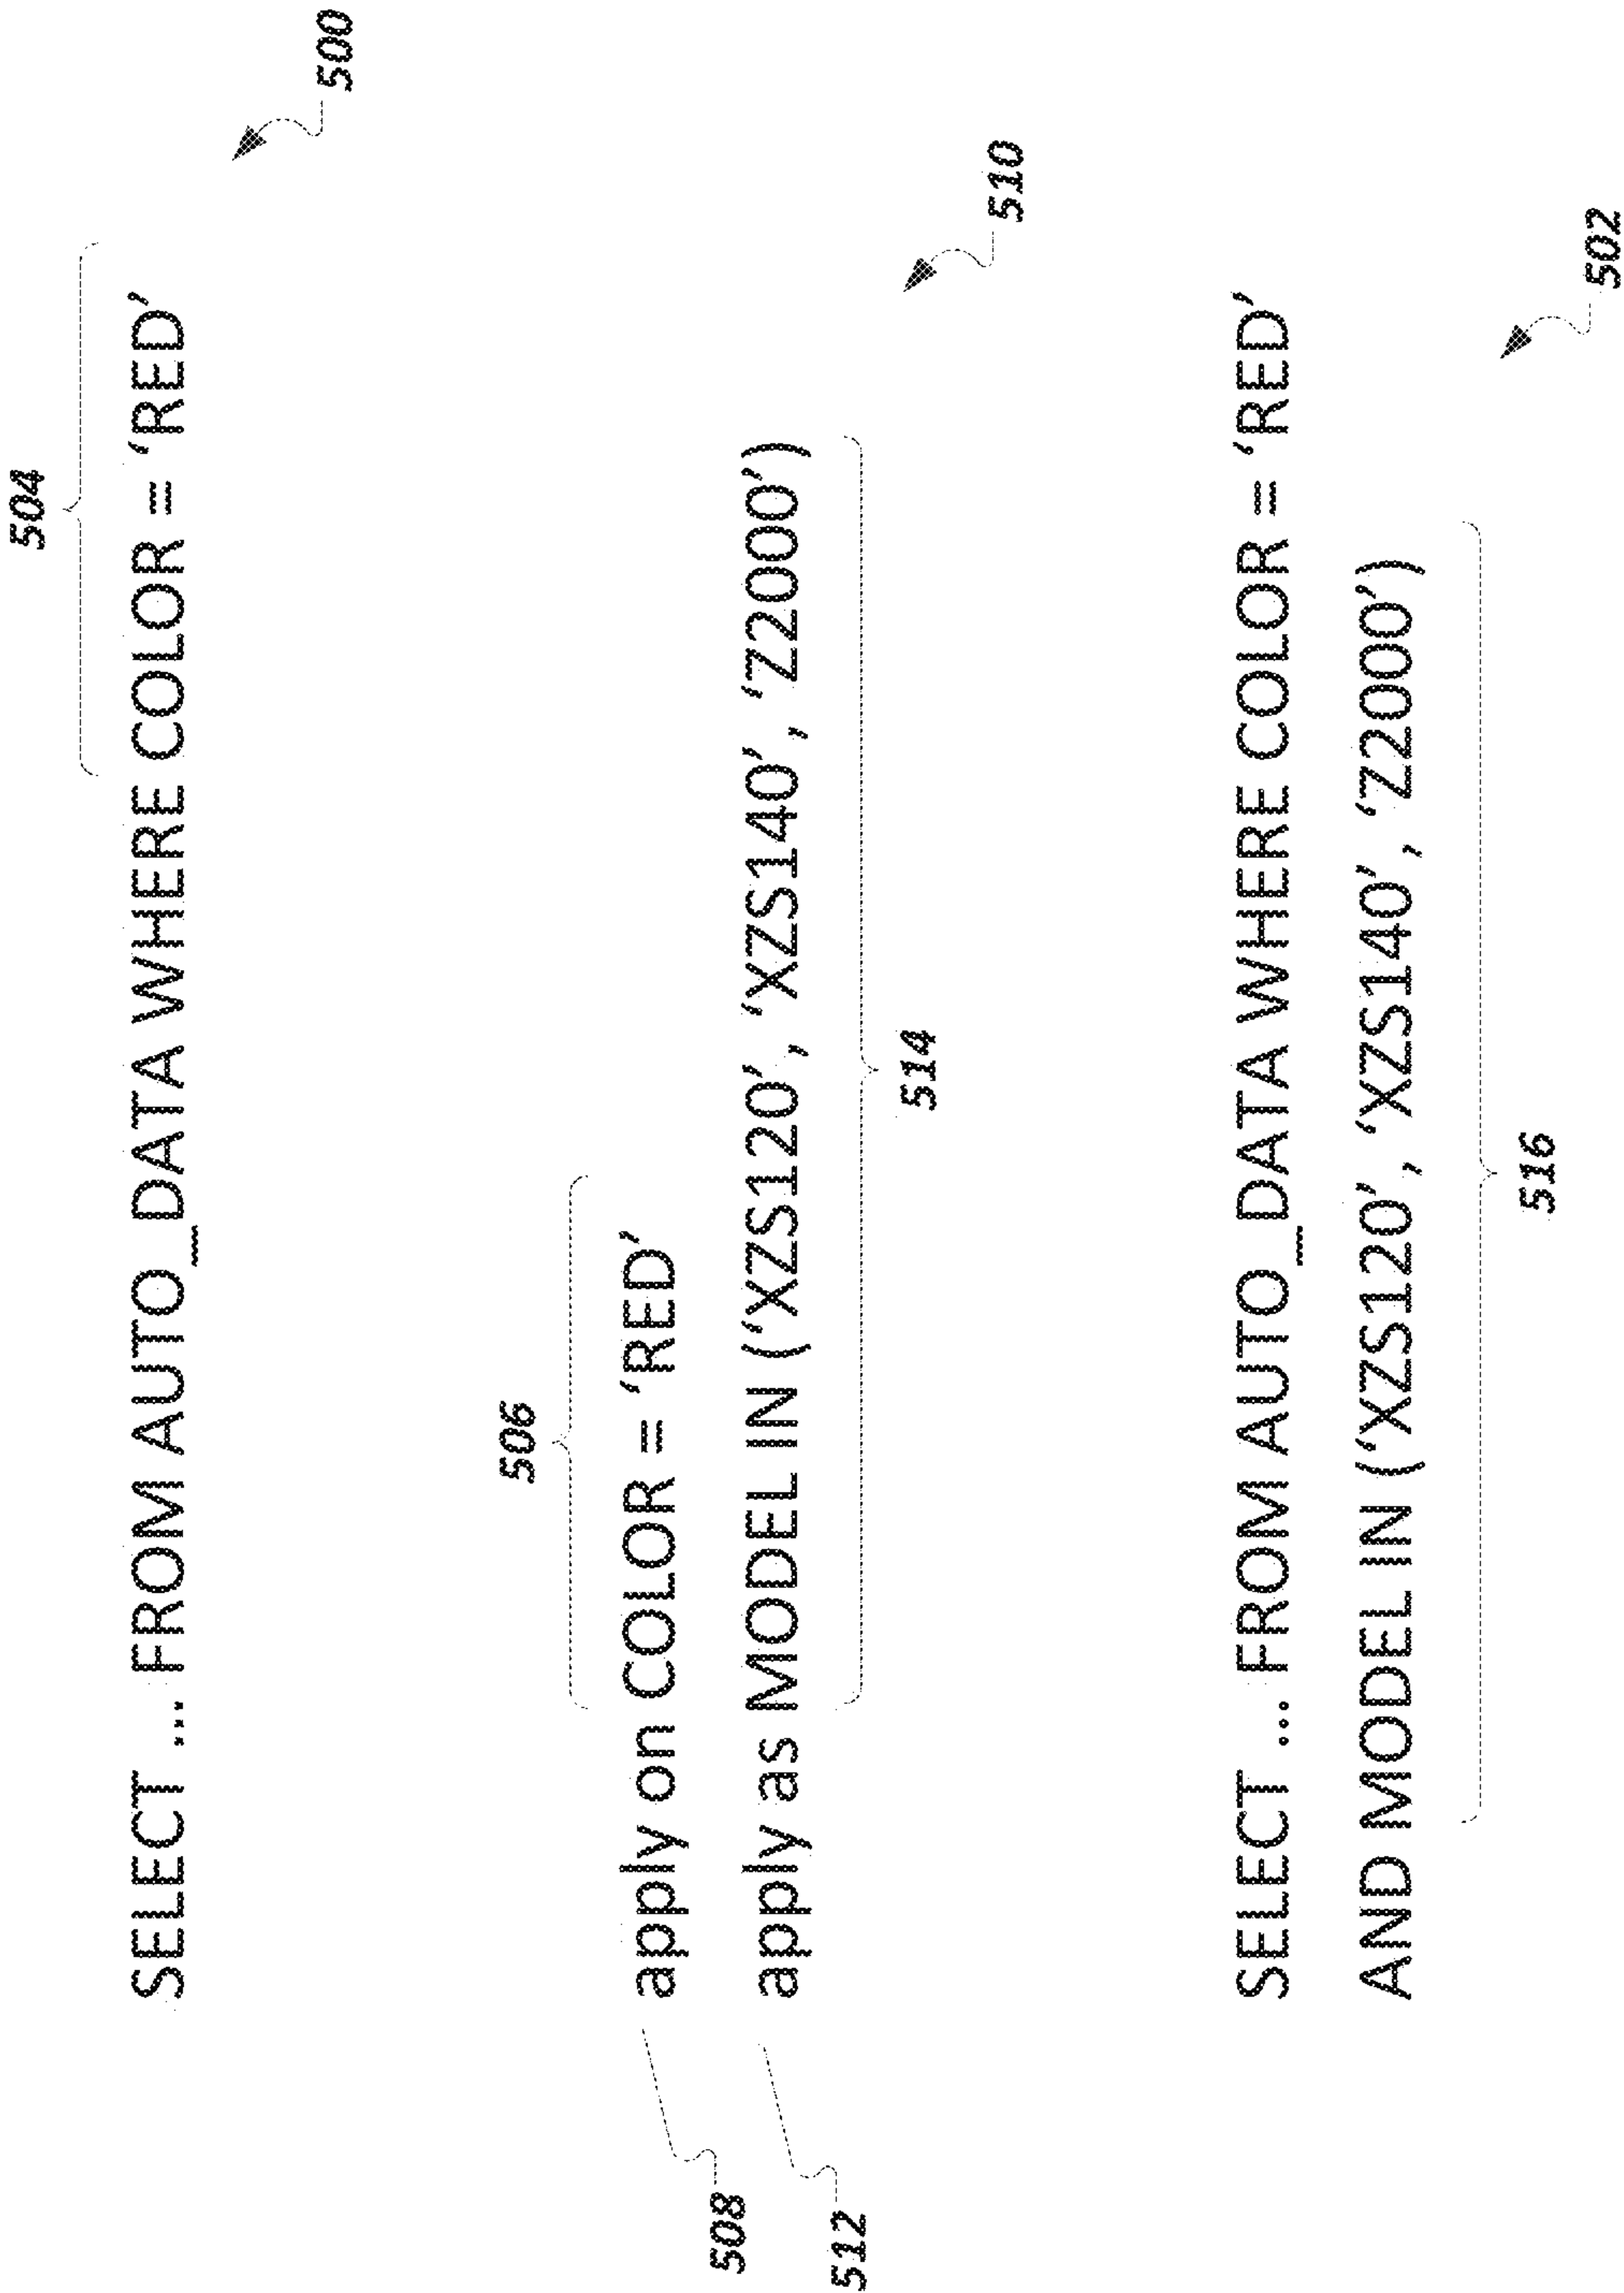 504
SELECT ... FROM AUTO_DATA WHERE COLOR = ‘RED’
500
506
508
apply on COLOR = ‘RED’
512
apply as MODEL IN (‘XZS120’, ‘XZS140’, ‘Z2000’)
514
510
SELECT ... FROM AUTO_DATA WHERE COLOR = ‘RED’
AND MODEL IN (‘XZS120’, ‘XZS140’, ‘Z2000’)
516
502